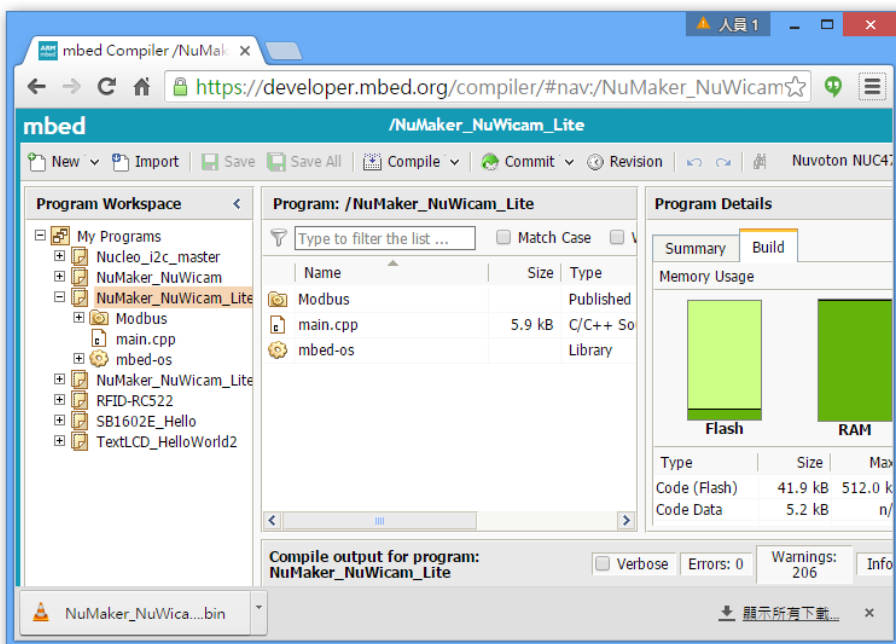 人員 1
mbed Compiler /NuMak
https://developer.mbed.org/compiler/#nav:/NuMaker_NuWicam
mbed
/NuMaker_NuWicam_Lite
New Import Save Save All Compile Commit Revision Nuvoton NUC47
Program Workspace
My Programs
Nucleo_i2c_master
NuMaker_NuWicam
NuMaker_NuWicam_Lite
Modbus
main.cpp
mbed-os
NuMaker_NuWicam_Lite
RFID-RC522
SB1602E_Hello
TextLCD_HelloWorld2
Program: /NuMaker_NuWicam_Lite
Type to filter the list ... Match Case
Name Size Type
Modbus Published
main.cpp 5.9 kB C/C++ Sou
mbed-os Library
Program Details
Summary Build
Memory Usage
Flash RAM
Type Size Max
Code (Flash) 41.9 kB 512.0 k
Code Data 5.2 kB n/
Compile output for program:
NuMaker_NuWicam_Lite
Verbose Errors: 0 Warnings: 206 Info
NuMaker_NuWica....bin
顯示所有下載...